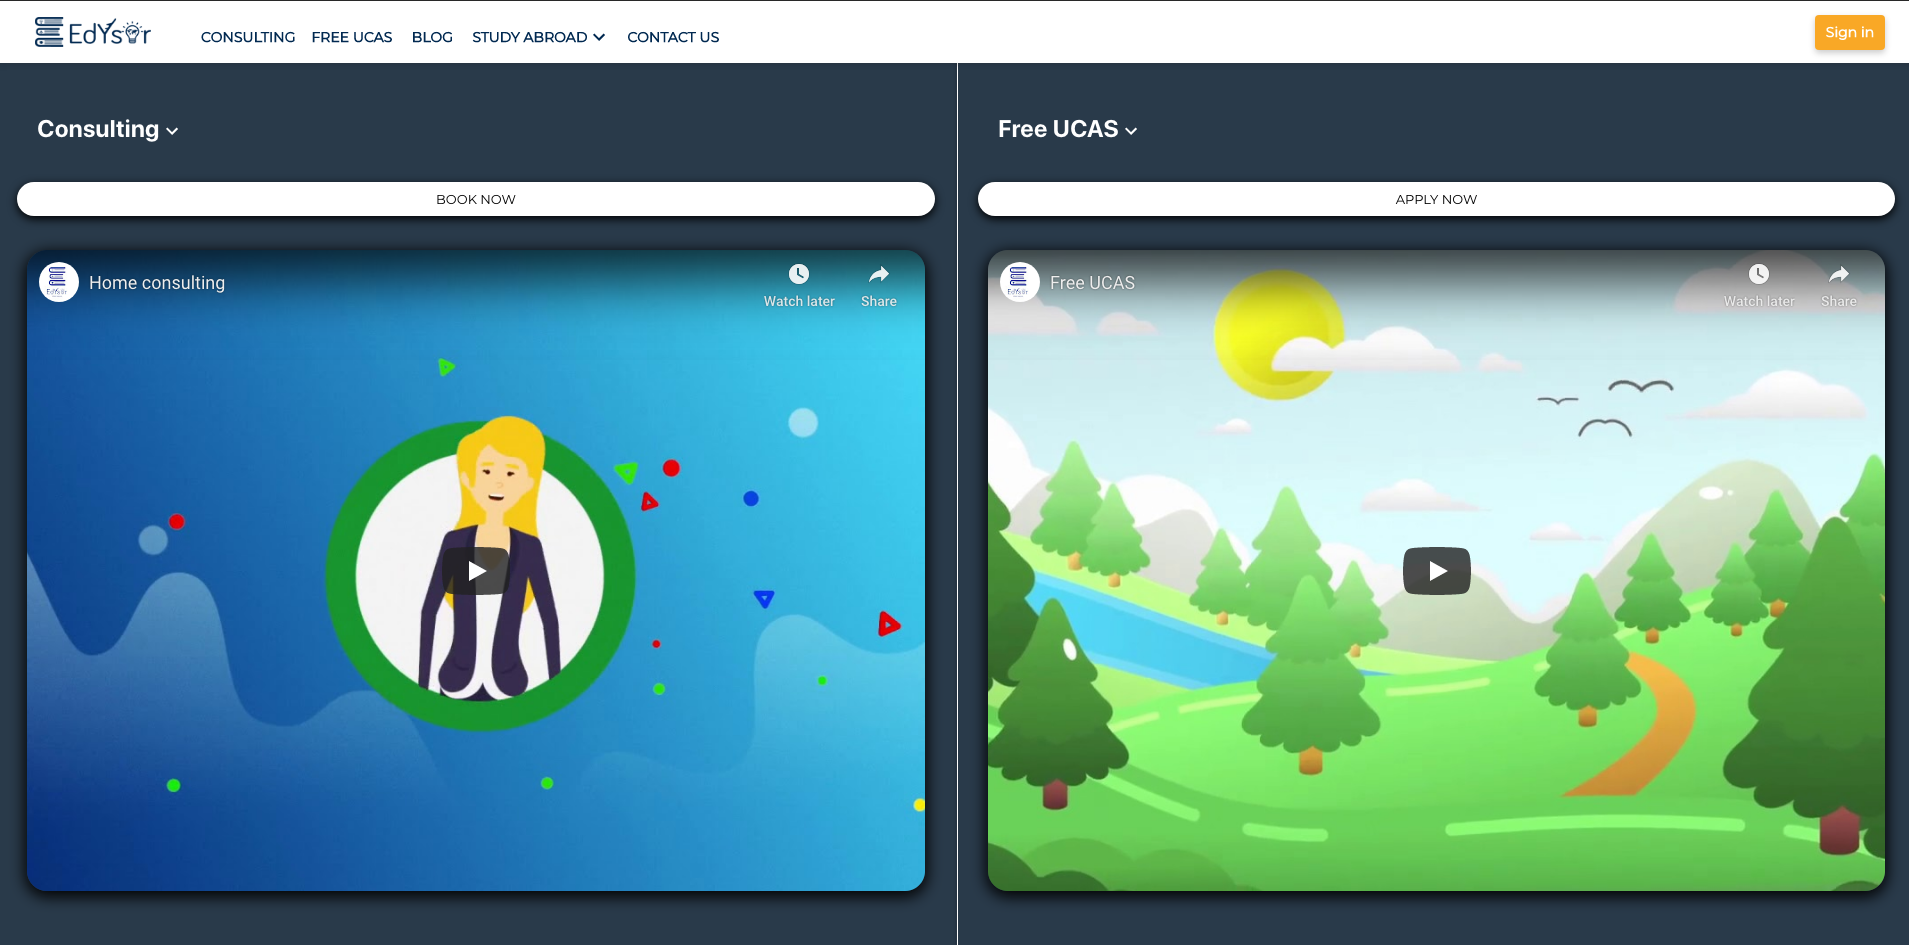 EdYsor
CONSULTING FREE UCAS BLOG STUDY ABROAD CONTACT US
Sign in
Consulting
BOOK NOW
Home consulting
Watch later
Share
Free UCAS
APPLY NOW
Free UCAS
Watch later
Share